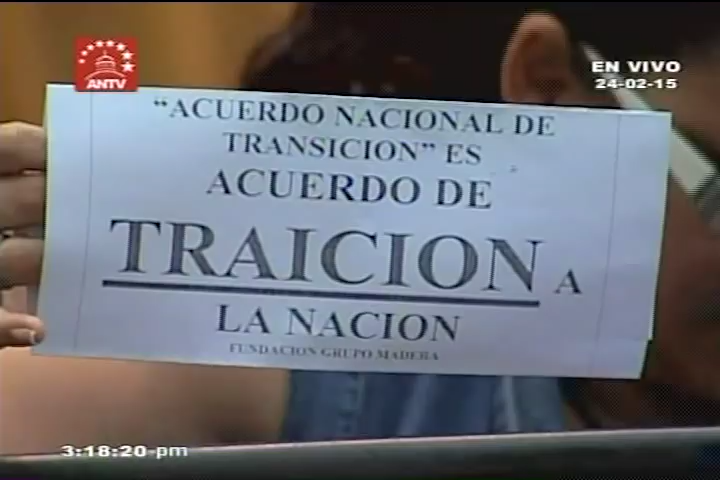 ANTV
EN VIVO
24-02-15
"ACUERDO NACIONAL DE
TRANSICION" ES
ACUERDO DE
TRAICION A
LA NACION
FUNDACION GRUPO MADERA
3:18:20 pm